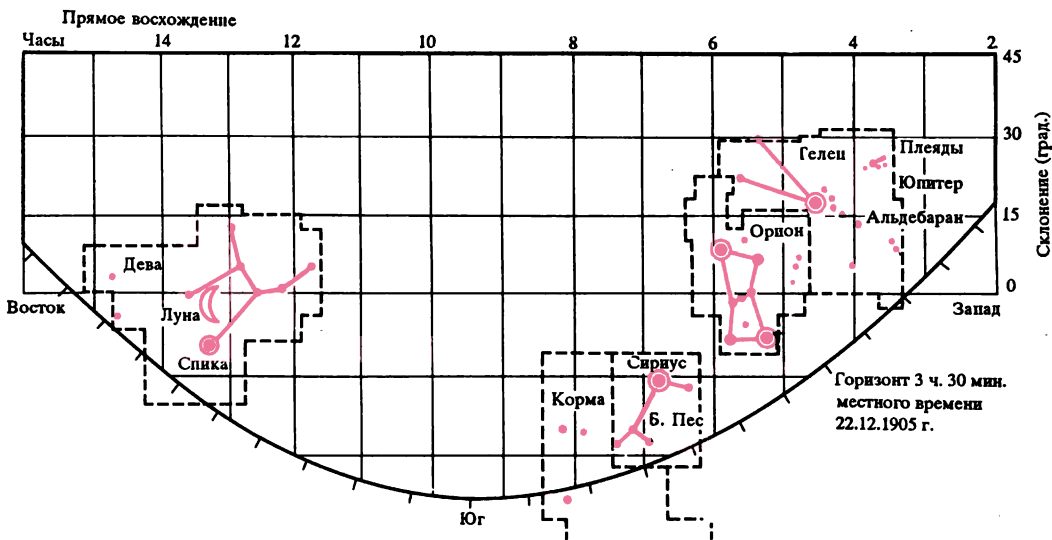 Прямое восхождение
Часы 14 12 10 8 6 4 2
45
30
15
0
Склонение (град.)
Телец
Плеяды
Юпитер
Альдебаран
Орион
Дева
Луна
Спика
Восток
Запад
Сириус
Корма
Б. Пес
Юг
Горизонт 3 ч. 30 мин.
местного времени
22.12.1905 г.